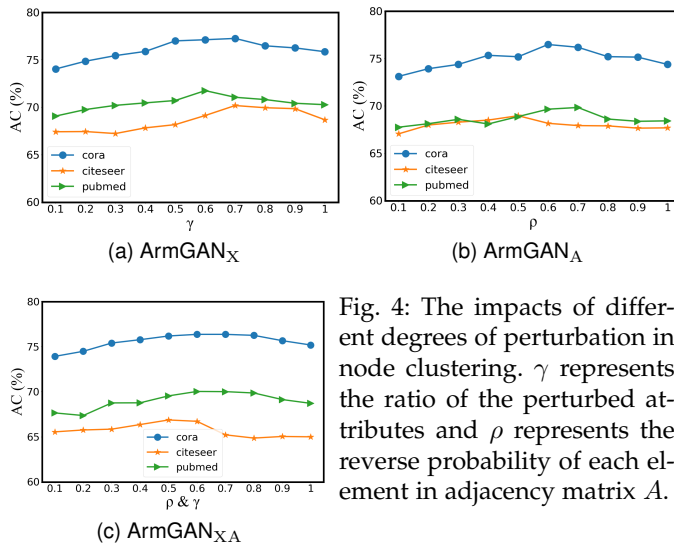 80
75
70
65
60
AC (%)
cora
citeseer
pubmed
0.1 0.2 0.3 0.4 0.5 0.6 0.7 0.8 0.9 1
γ
(a) ArmGAN_X
80
75
70
65
60
AC (%)
cora
citeseer
pubmed
0.1 0.2 0.3 0.4 0.5 0.6 0.7 0.8 0.9 1
ρ
(b) ArmGAN_A
80
75
70
65
60
AC (%)
cora
citeseer
pubmed
0.1 0.2 0.3 0.4 0.5 0.6 0.7 0.8 0.9 1
ρ & γ
(c) ArmGAN_XA
Fig. 4: The impacts of differ-
ent degrees of perturbation in
node clustering. γ represents
the ratio of the perturbed at-
tributes and ρ represents the
reverse probability of each el-
ement in adjacency matrix A.